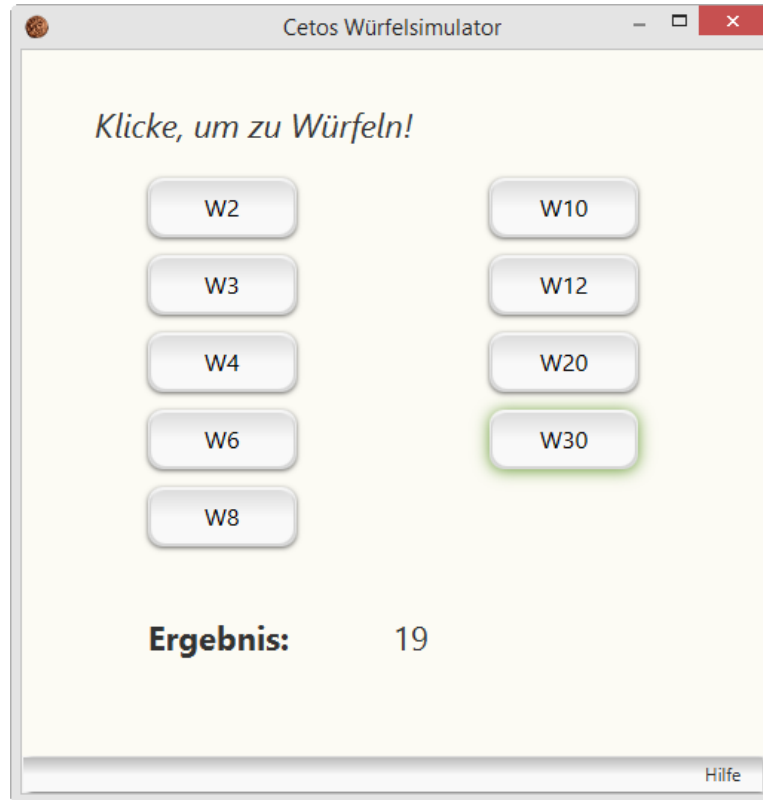 Cetos Würfelsimulator
Klicke, um zu Würfeln!
W2 W10
W3 W12
W4 W20
W6 W30
W8
Ergebnis: 19
Hilfe